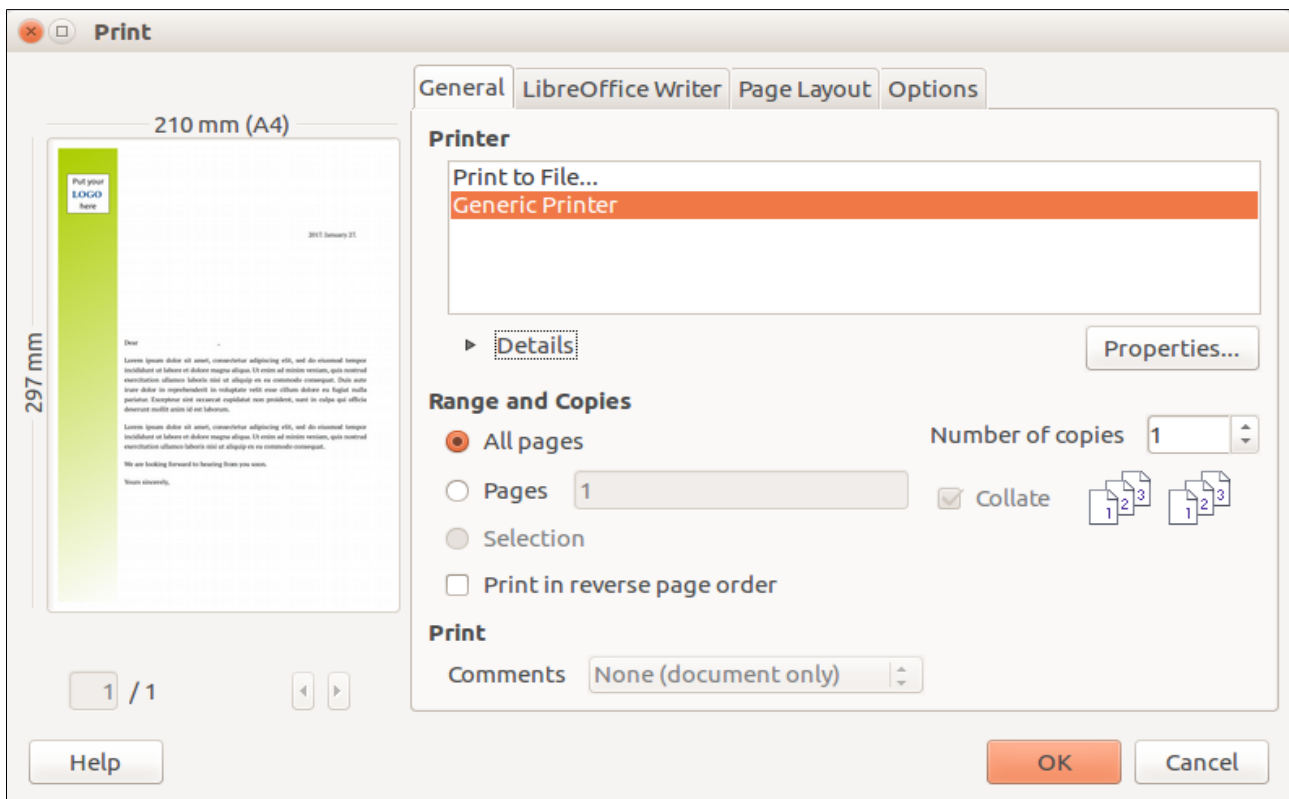 Print
General
LibreOffice Writer
Page Layout
Options
210 mm (A4)
297 mm
Put your
LOGO
here
2017. January 27.
Dear
Lorem ipsum dolor sit amet, consectetur adipiscing elit, sed do eiusmod tempor
incididunt ut labore et dolore magna aliqua. Ut enim ad minim veniam, quis nostrud
exercitation ullamco laboris nisi ut aliquip ex ea commodo consequat. Duis aute
irure dolor in reprehenderit in voluptate velit esse cillum dolore eu fugiat nulla
pariatur. Excepteur sint occaecat cupidatat non proident, sunt in culpa qui officia
deserunt mollit anim id est laborum.
Lorem ipsum dolor sit amet, consectetur adipiscing elit, sed do eiusmod tempor
incididunt ut labore et dolore magna aliqua. Ut enim ad minim veniam, quis nostrud
exercitation ullamco laboris nisi ut aliquip ex ea commodo consequat.
We are looking forward to hearing from you soon.
Yours sincerely,
1 / 1
Printer
Print to File...
Generic Printer
Details
Properties...
Range and Copies
All pages
Number of copies 1
Pages 1
Collate
1 2 3 1 2 3
Selection
Print in reverse page order
Print
Comments None (document only)
Help
OK
Cancel